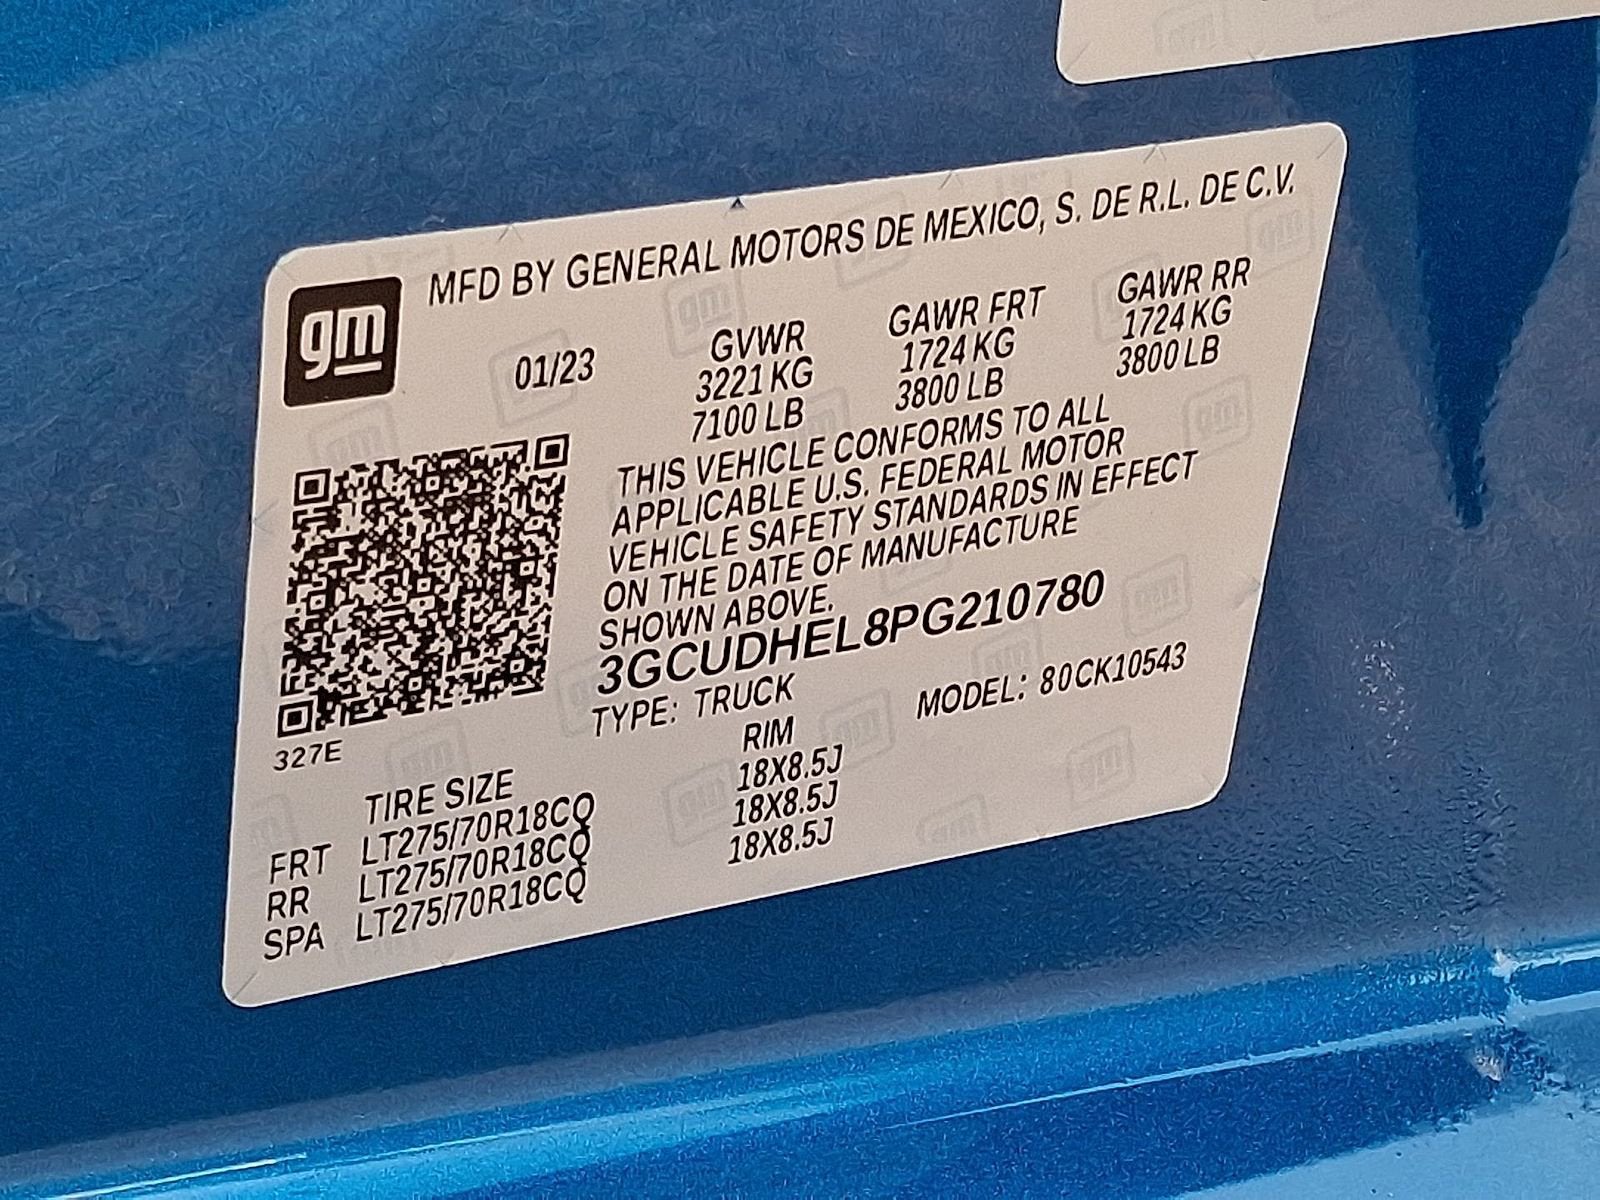 gm
MFD BY GENERAL MOTORS DE MEXICO, S. DE R.L. DE C.V.
01/23
GVWR
3221 KG
7100 LB
GAWR FRT
1724 KG
3800 LB
GAWR RR
1724 KG
3800 LB
THIS VEHICLE CONFORMS TO ALL
APPLICABLE U.S. FEDERAL MOTOR
VEHICLE SAFETY STANDARDS IN EFFECT
ON THE DATE OF MANUFACTURE
SHOWN ABOVE.
3GCUDHEL8PG210780
TYPE: TRUCK MODEL: 80CK10543
327E
TIRE SIZE RIM
FRT LT275/70R18CQ 18X8.5J
RR LT275/70R18CQ 18X8.5J
SPA LT275/70R18CQ 18X8.5J